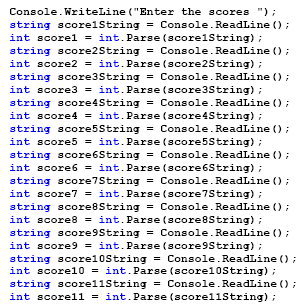 Console.WriteLine("Enter the scores ");
string score1String = Console.ReadLine();
int score1 = int.Parse(score1String);
string score2String = Console.ReadLine();
int score2 = int.Parse(score2String);
string score3String = Console.ReadLine();
int score3 = int.Parse(score3String);
string score4String = Console.ReadLine();
int score4 = int.Parse(score4String);
string score5String = Console.ReadLine();
int score5 = int.Parse(score5String);
string score6String = Console.ReadLine();
int score6 = int.Parse(score6String);
string score7String = Console.ReadLine();
int score7 = int.Parse(score7String);
string score8String = Console.ReadLine();
int score8 = int.Parse(score8String);
string score9String = Console.ReadLine();
int score9 = int.Parse(score9String);
string score10String = Console.ReadLine();
int score10 = int.Parse(score10String);
string score11String = Console.ReadLine();
int score11 = int.Parse(score11String);